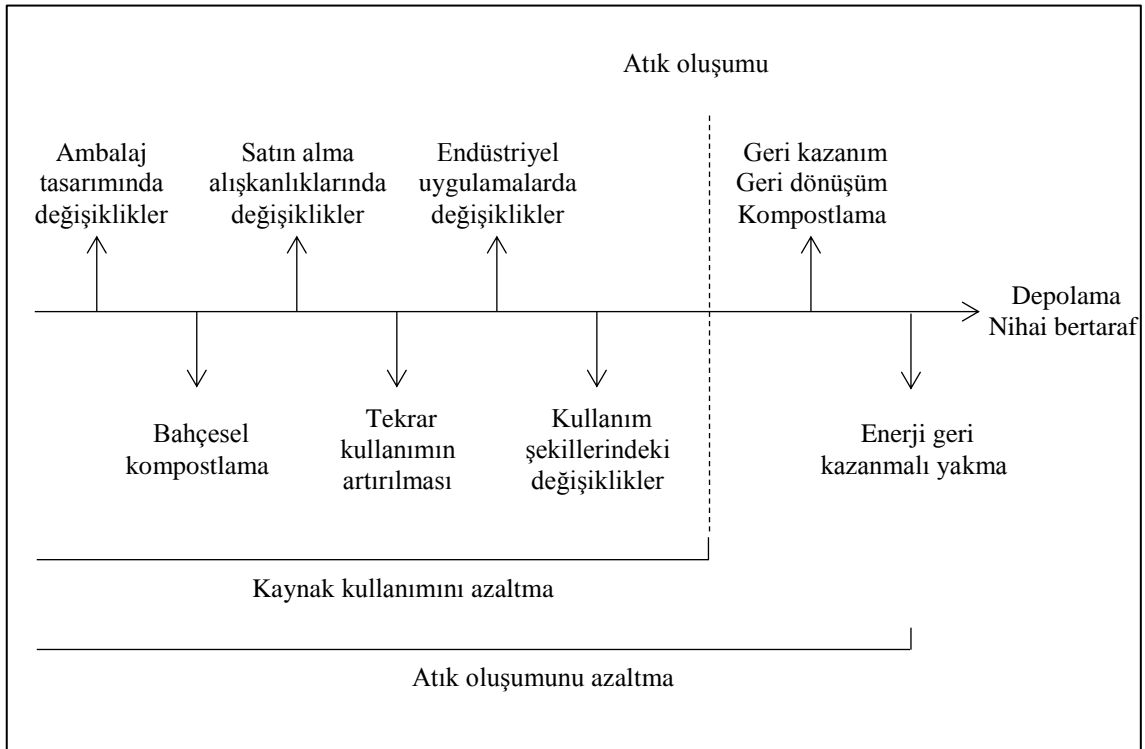 Atık oluşumu
Ambalaj
tasarımında
değişiklikler
Satın alma
alışkanlıklarında
değişiklikler
Endüstriyel
uygulamalarda
değişiklikler
Geri kazanım
Geri dönüşüm
Kompostlama
Depolama
Nihai bertaraf
Bahçesel
kompostlama
Tekrar
kullanımın
artırılması
Kullanım
şekillerindeki
değişiklikler
Enerji geri
kazanmalı yakma
Kaynak kullanımını azaltma
Atık oluşumunu azaltma